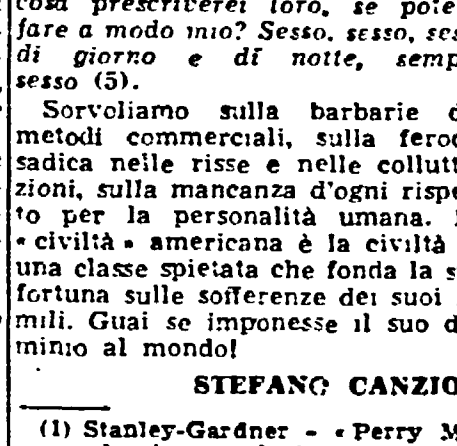 cosa prescriverei loro, se pote
fare a modo mio? Sesso, sesso, ses
di giorno e di notte, semp
sesso (5).
Sorvoliamo sulla barbarie d
metodi commerciali, sulla feroc
sadica nelle risse e nelle collutt
zioni, sulla mancanza d'ogni rispe
to per la personalità umana.
« civiltà » americana è la civiltà
una classe spietata che fonda la s
fortuna sulle sofferenze dei suoi
mili. Guai se imponesse il suo d
minio al mondo!
STEFANO CANZIO
(1) Stanley-Gardner - « Perry M